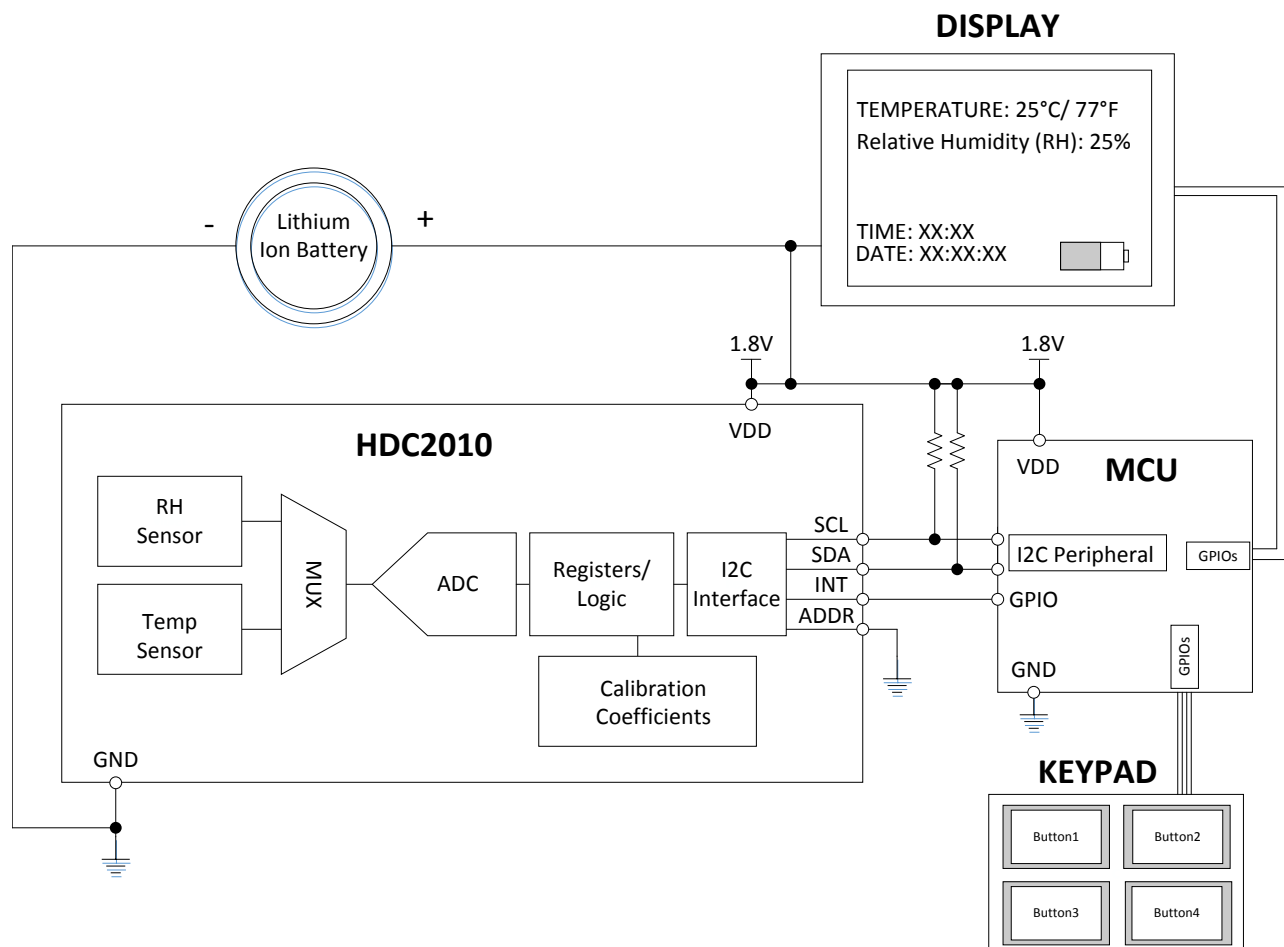 DISPLAY
TEMPERATURE: 25°C/ 77°F
Relative Humidity (RH): 25%
TIME: XX:XX
DATE: XX:XX:XX
-
+
Lithium
Ion Battery
1.8V
1.8V
VDD
HDC2010
VDD
MCU
RH
Sensor
Temp
Sensor
MUX
ADC
Registers/
Logic
I2C
Interface
Calibration
Coefficients
SCL
SDA
INT
ADDR
GND
I2C Peripheral
GPIOs
GPIO
GPIOs
GND
KEYPAD
Button1
Button2
Button3
Button4